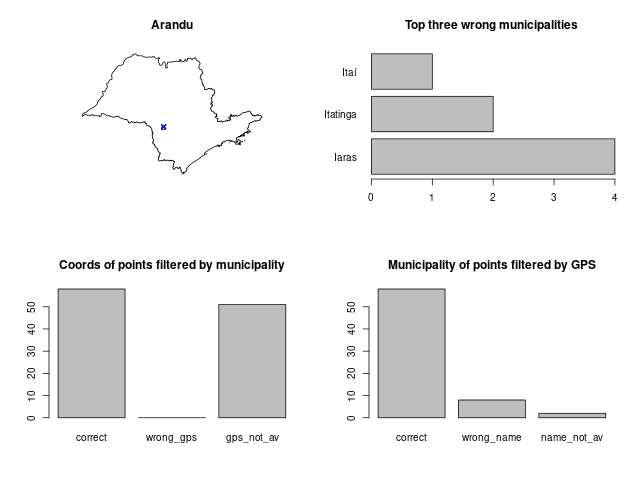 Arandu
Top three wrong municipalities
Itaí
Itatinga
Iaras
0 1 2 3 4
Coords of points filtered by municipality
50
40
30
20
10
0
correct wrong_gps gps_not_av
Municipality of points filtered by GPS
50
40
30
20
10
0
correct wrong_name name_not_av